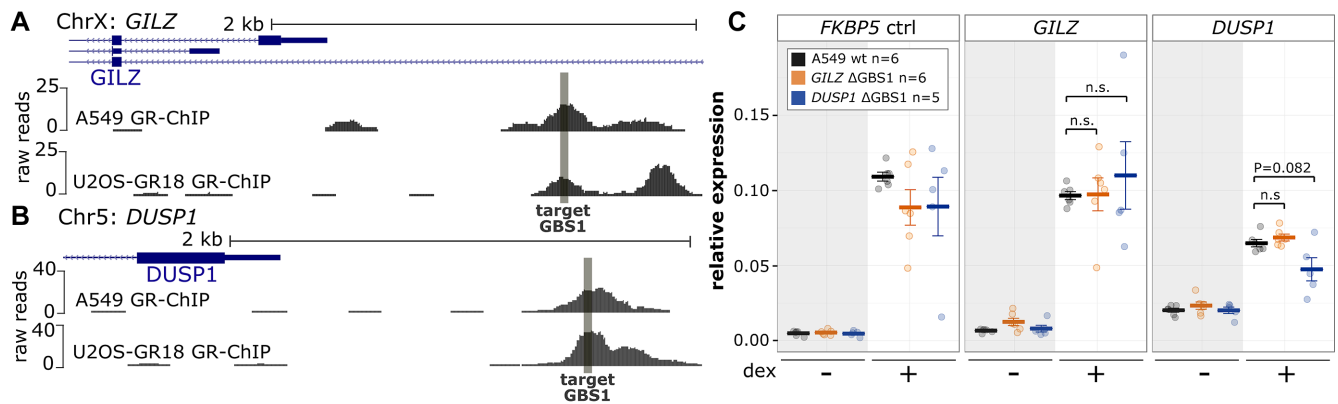 A
ChrX: GILZ
2 kb
GILZ
raw reads
25
0
A549 GR-ChIP
25
0
U2OS-GR18 GR-ChIP
target
GBS1
B
Chr5: DUSP1
2 kb
DUSP1
raw reads
40
0
A549 GR-ChIP
40
0
U2OS-GR18 GR-ChIP
target
GBS1
C
FKBP5 ctrl
GILZ
DUSP1
A549 wt n=6
GILZ ΔGBS1 n=6
DUSP1 ΔGBS1 n=5
relative expression
0.15
0.10
0.05
0.00
n.s.
n.s.
P=0.082
n.s
dex
- + - + - +